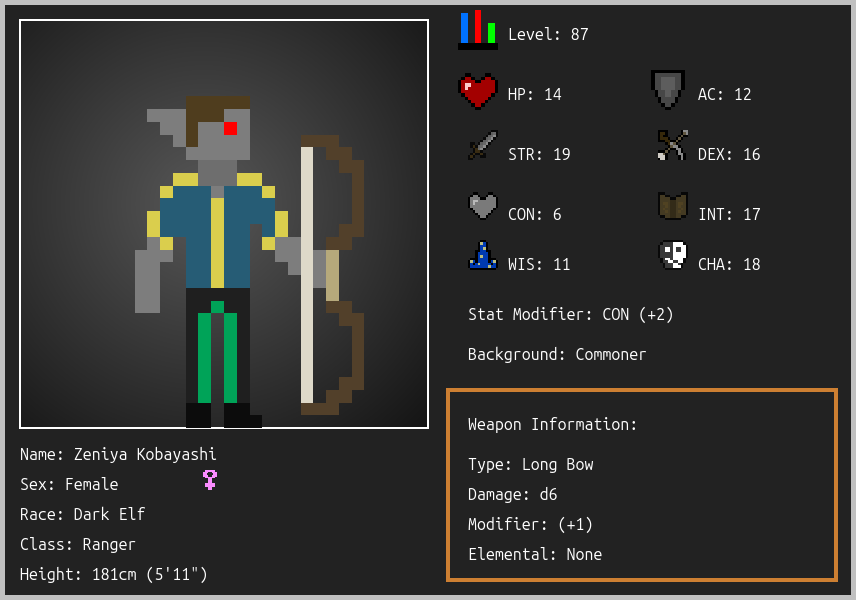 Level: 87
HP: 14
AC: 12
STR: 19
DEX: 16
CON: 6
INT: 17
WIS: 11
CHA: 18
Stat Modifier: CON (+2)
Background: Commoner
Weapon Information:
Type: Long Bow
Damage: d6
Modifier: (+1)
Elemental: None
Name: Zeniya Kobayashi
Sex: Female
Race: Dark Elf
Class: Ranger
Height: 181cm (5'11")